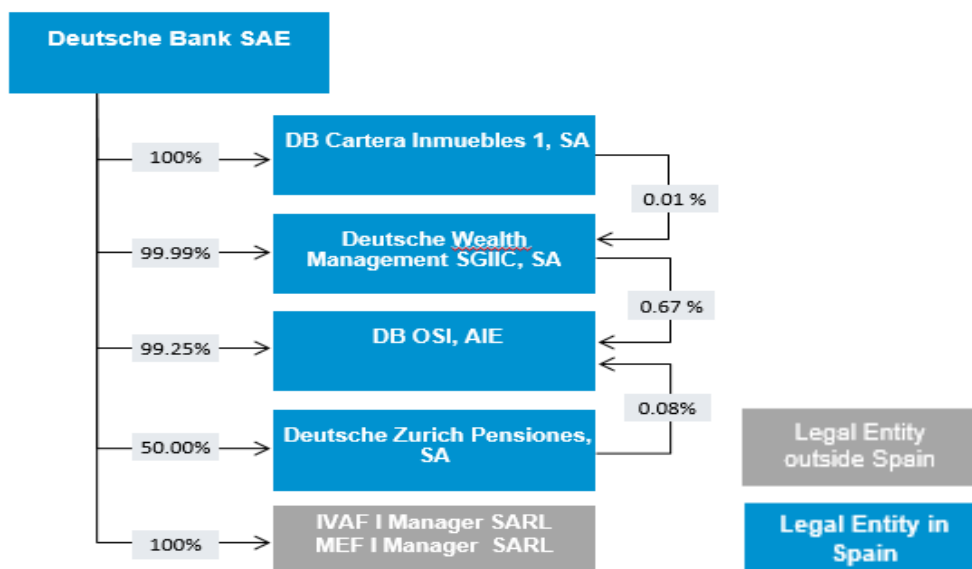 Deutsche Bank SAE
100%
DB Cartera Inmuebles 1, SA
0.01 %
99.99%
Deutsche Wealth
Management SGIIC, SA
0.67 %
99.25%
DB OSI, AIE
0.08%
50.00%
Deutsche Zurich Pensiones,
SA
100%
IVAF I Manager SARL
MEF I Manager SARL
Legal Entity
outside Spain
Legal Entity in
Spain